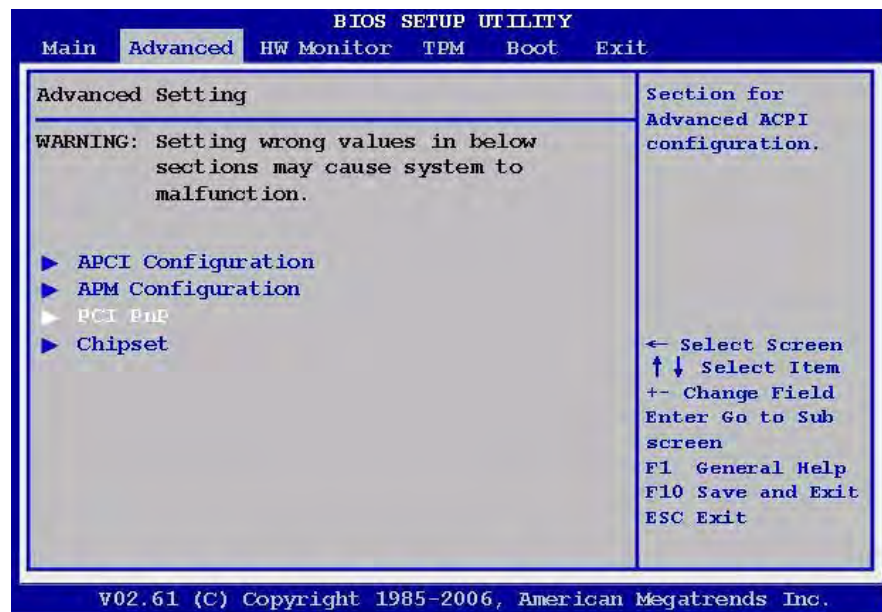 BIOS SETUP UTILITY
Main Advanced HW Monitor TPM Boot Exit
Advanced Setting
WARNING: Setting wrong values in below
sections may cause system to
malfunction.
▶ APCI Configuration
▶ APM Configuration
▶ PCI PnP
▶ Chipset
Section for
Advanced ACPI
configuration.
← Select Screen
↑↓ Select Item
+- Change Field
Enter Go to Sub
screen
F1 General Help
F10 Save and Exit
ESC Exit
V02.61 (C) Copyright 1985-2006, American Megatrends Inc.